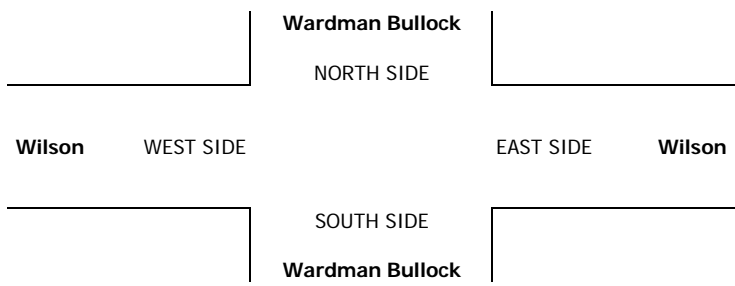 Wardman Bullock
NORTH SIDE
Wilson WEST SIDE EAST SIDE Wilson
SOUTH SIDE
Wardman Bullock